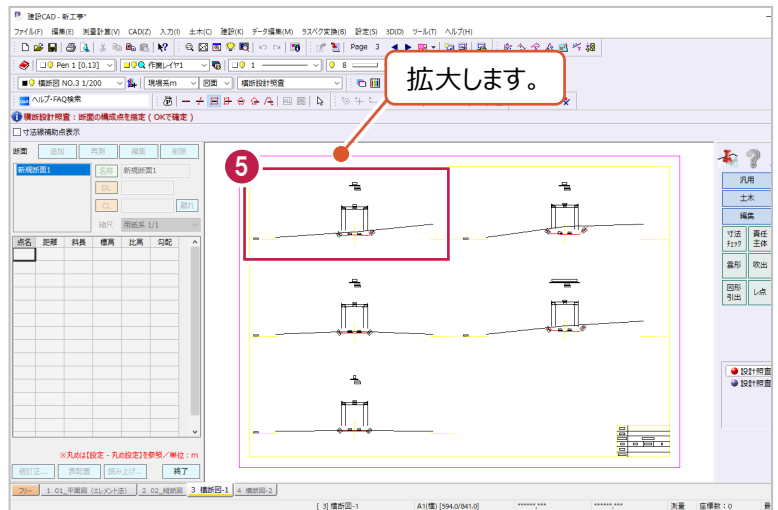 建設CAD - 新工夢*
ファイル(F) 編集(E) 測量計算(V) CAD(Z) 入力(I) 土木(C) 建設(K) データ編集(M) ラスベク変換(B) 設定(S) 3D(D) ツール(T) ヘルプ(H)
Page 3
Pen 1 [0.13] 作業レイヤ1 1 8
横断図 NO.3 1/200 現場系m 図面 横断設計照査
ヘルプ・FAQ検索
横断設計照査：断面の構成点を指定 ( OKで確定 )
寸法線補助点表示
断面 追加 再測 編集 削除
新規断面1 名称 新規断面1
DL
CL 離れ
縮尺 用紙系 1/1
点名 距離 斜長 標高 比高 勾配
※丸めは【設定 - 丸め設定】を参照／単位：m
値訂正... 表配置 読み上げ... 終了
拡大します。
5
汎用
土木
編集
寸法ﾁｪｯｸ 責任主体
雲形 吹出
図形引出 レ点
設計照査
設計照査
フリー 1 01_平面図 (エレメント法) 2 02_縦断図 3 横断図-1 4 横断図-2
[ 3] 横断図-1 A1(横) [594.0/841.0] ******.*** ******.*** 測量 座標数：0